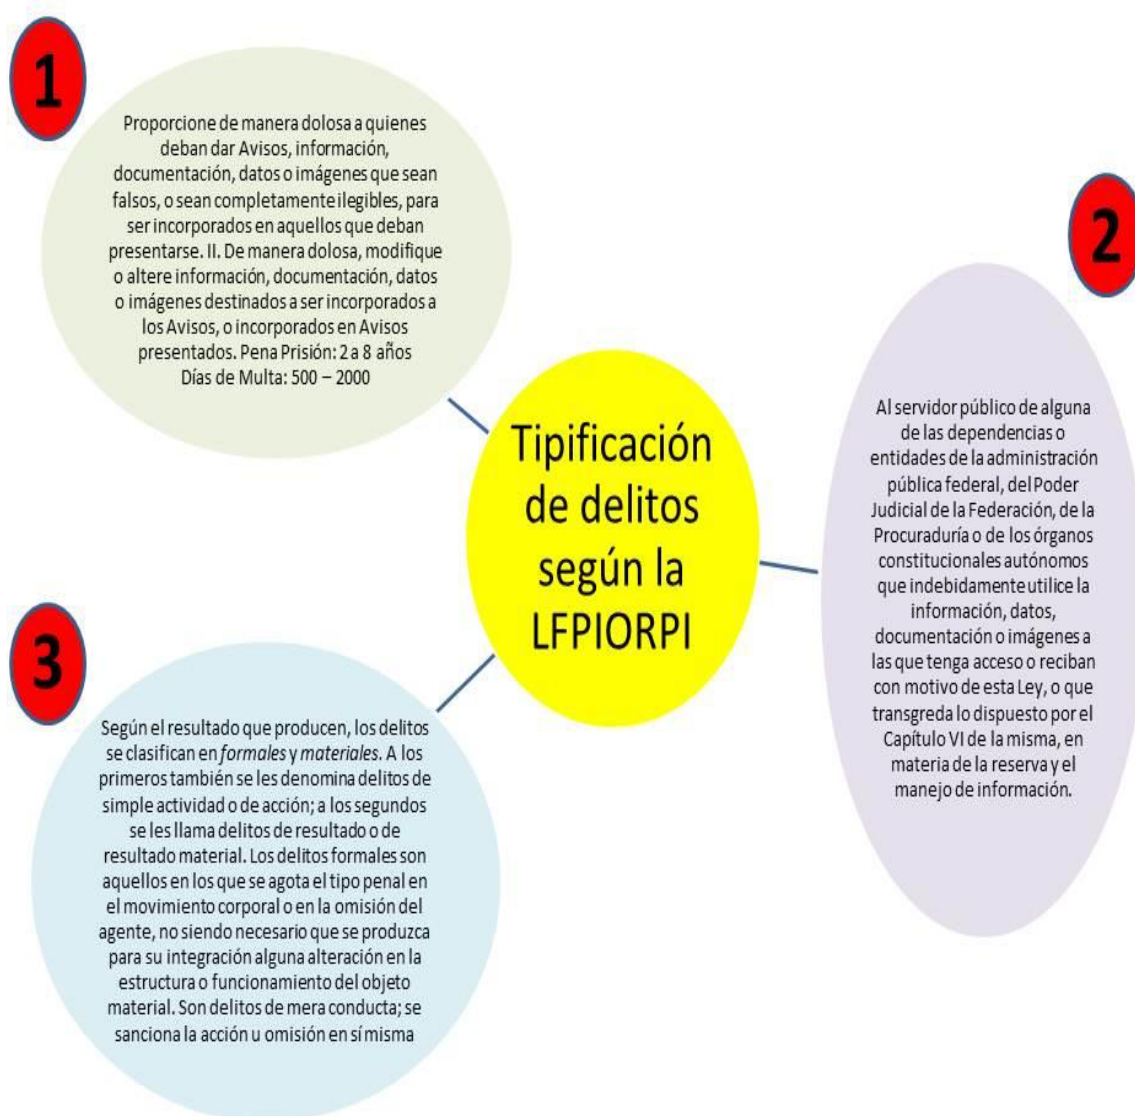 1
Proporcione de manera dolosa a quienes
deban dar Avisos, información,
documentación, datos o imágenes que sean
falsos, o sean completamente ilegibles, para
ser incorporados en aquellos que deban
presentarse. II. De manera dolosa, modifique
o altere información, documentación, datos
o imágenes destinados a ser incorporados a
los Avisos, o incorporados en Avisos
presentados. Pena Prisión: 2 a 8 años
Días de Multa: 500 – 2000
Tipificación
de delitos
según la
LFPIORPI
2
Al servidor público de alguna
de las dependencias o
entidades de la administración
pública federal, del Poder
Judicial de la Federación, de la
Procuraduría o de los órganos
constitucionales autónomos
que indebidamente utilice la
información, datos,
documentación o imágenes a
las que tenga acceso o reciban
con motivo de esta Ley, o que
transgreda lo dispuesto por el
Capítulo VI de la misma, en
materia de la reserva y el
manejo de información.
3
Según el resultado que producen, los delitos
se clasifican en formales y materiales. A los
primeros también se les denomina delitos de
simple actividad o de acción; a los segundos
se les llama delitos de resultado o de
resultado material. Los delitos formales son
aquellos en los que se agota el tipo penal en
el movimiento corporal o en la omisión del
agente, no siendo necesario que se produzca
para su integración alguna alteración en la
estructura o funcionamiento del objeto
material. Son delitos de mera conducta; se
sanciona la acción u omisión en sí misma